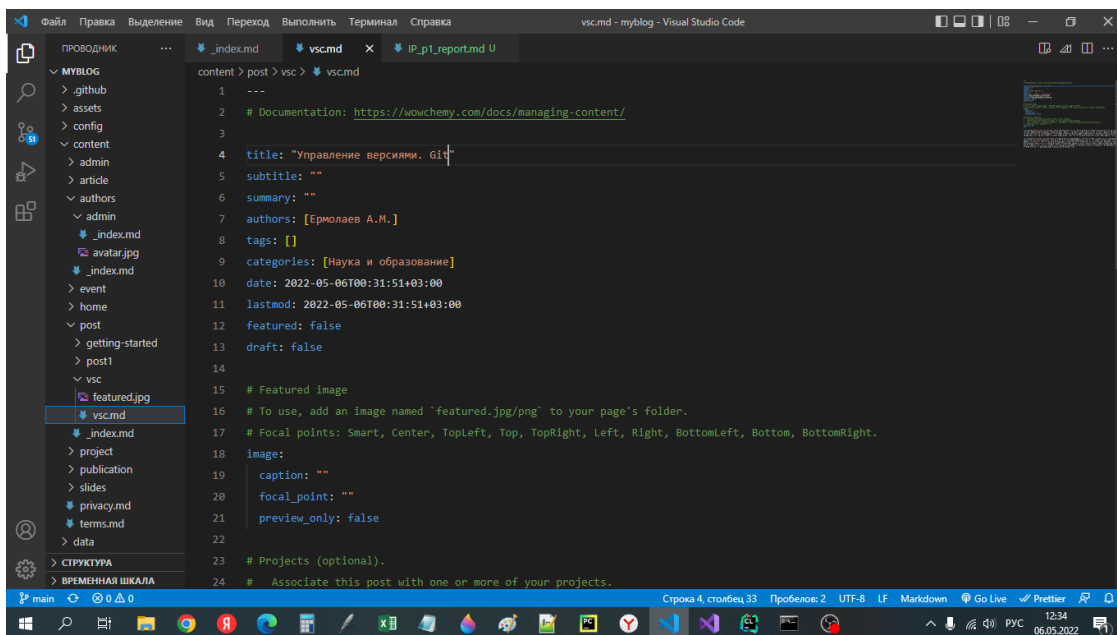 Файл Правка Выделение Вид Переход Выполнить Терминал Справка vsc.md - myblog - Visual Studio Code
ПРОВОДНИК ··· _index.md vsc.md IP_p1_report.md U
MYBLOG content > post > vsc > vsc.md
.github
assets
config
content
admin
article
authors
admin
_index.md
avatar.jpg
_index.md
event
home
post
getting-started
post1
vsc
featured.jpg
vsc.md
_index.md
project
publication
slides
privacy.md
terms.md
data
СТРУКТУРА
ВРЕМЕННАЯ ШКАЛА
51
1 ---
2 # Documentation: https://wowchemy.com/docs/managing-content/
3
4 title: "Управление версиями. Git"
5 subtitle: ""
6 summary: ""
7 authors: [Ермолаев А.М.]
8 tags: []
9 categories: [Наука и образование]
10 date: 2022-05-06T00:31:51+03:00
11 lastmod: 2022-05-06T00:31:51+03:00
12 featured: false
13 draft: false
14
15 # Featured image
16 # To use, add an image named `featured.jpg/png` to your page's folder.
17 # Focal points: Smart, Center, TopLeft, Top, TopRight, Left, Right, BottomLeft, Bottom, BottomRight.
18 image:
19 caption: ""
20 focal_point: ""
21 preview_only: false
22
23 # Projects (optional).
24 # Associate this post with one or more of your projects.
main 0 0 Строка 4, столбец 33 Пробелов: 2 UTF-8 LF Markdown Go Live Prettier
РУС 12:34
06.05.2022